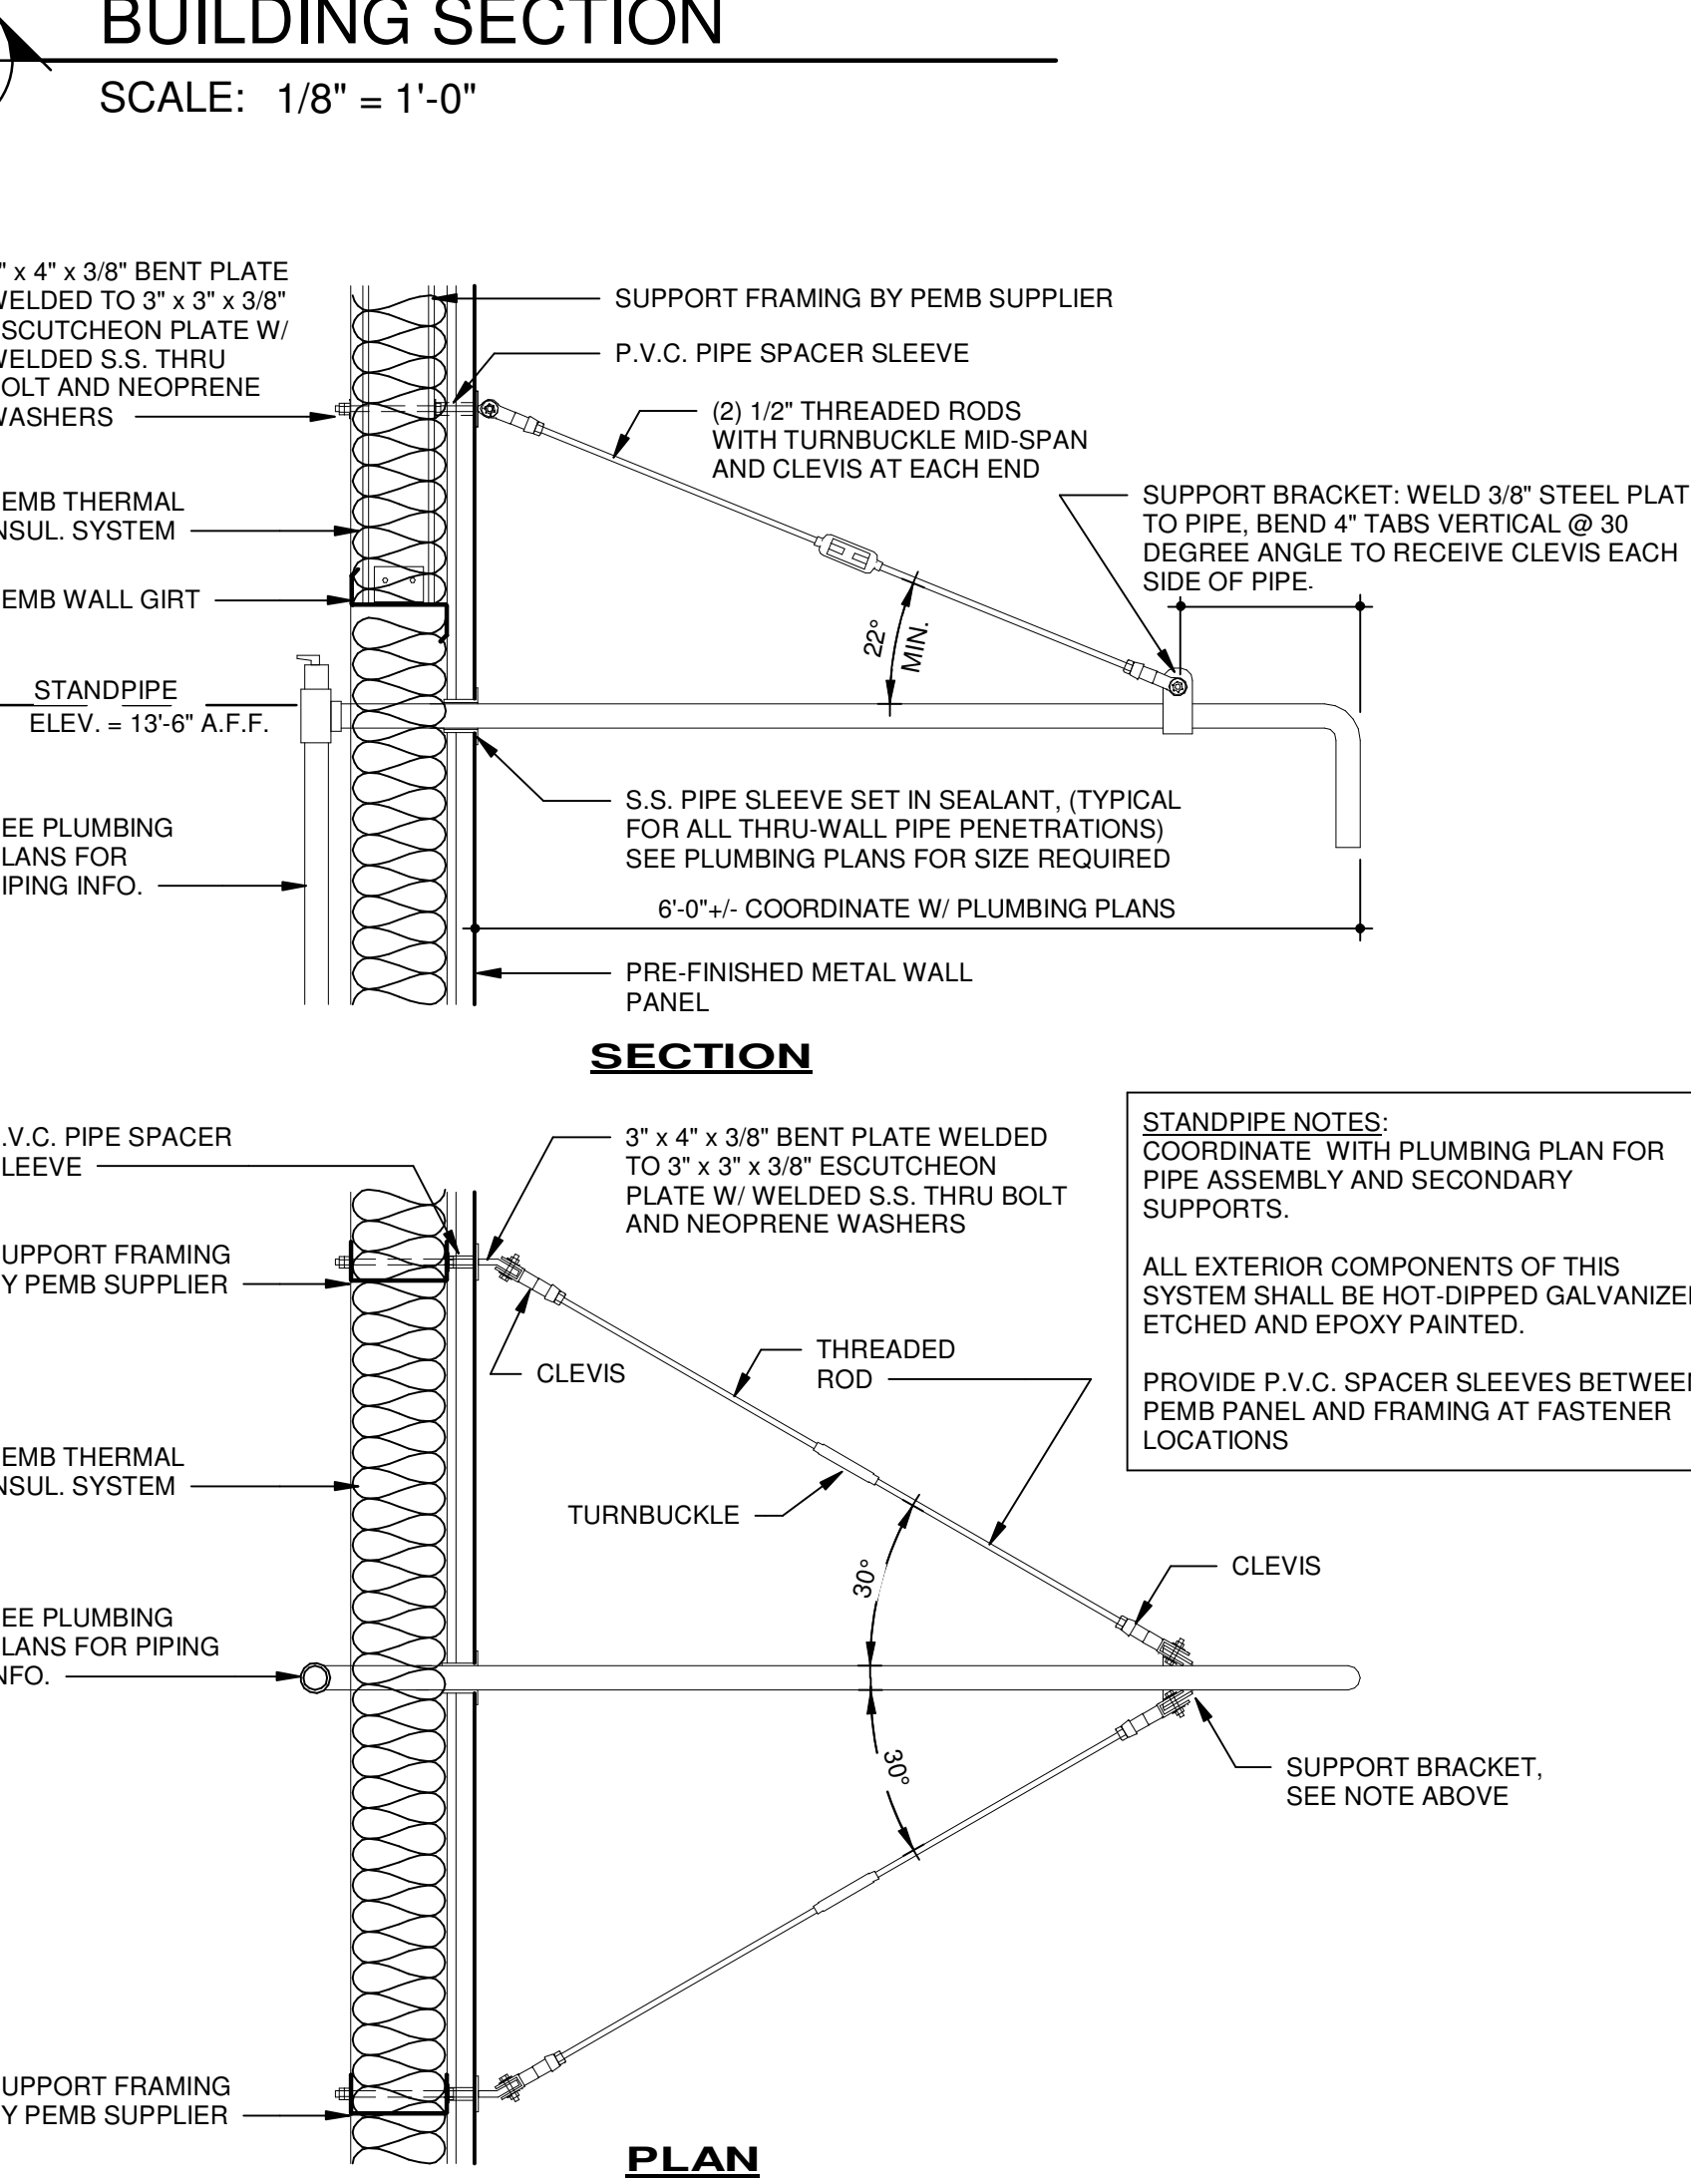 BUILDING SECTION
SCALE: 1/8" = 1'-0"
" x 4" x 3/8" BENT PLATE
WELDED TO 3" x 3" x 3/8"
SCUTCHEON PLATE W/
WELDED S.S. THRU
OLT AND NEOPRENE
WASHERS
EMB THERMAL
NSUL. SYSTEM
EMB WALL GIRT
STANDPIPE
ELEV. = 13'-6" A.F.F.
EE PLUMBING
LANS FOR
IPING INFO.
SUPPORT FRAMING BY PEMB SUPPLIER
P.V.C. PIPE SPACER SLEEVE
(2) 1/2" THREADED RODS
WITH TURNBUCKLE MID-SPAN
AND CLEVIS AT EACH END
SUPPORT BRACKET: WELD 3/8" STEEL PLAT
TO PIPE, BEND 4" TABS VERTICAL @ 30
DEGREE ANGLE TO RECEIVE CLEVIS EACH
SIDE OF PIPE.
22°
MIN.
S.S. PIPE SLEEVE SET IN SEALANT, (TYPICAL
FOR ALL THRU-WALL PIPE PENETRATIONS)
SEE PLUMBING PLANS FOR SIZE REQUIRED
6'-0"+/- COORDINATE W/ PLUMBING PLANS
PRE-FINISHED METAL WALL
PANEL
SECTION
.V.C. PIPE SPACER
LEEVE
UPPORT FRAMING
Y PEMB SUPPLIER
EMB THERMAL
NSUL. SYSTEM
EE PLUMBING
LANS FOR PIPING
NFO.
UPPORT FRAMING
Y PEMB SUPPLIER
3" x 4" x 3/8" BENT PLATE WELDED
TO 3" x 3" x 3/8" ESCUTCHEON
PLATE W/ WELDED S.S. THRU BOLT
AND NEOPRENE WASHERS
CLEVIS
THREADED
ROD
TURNBUCKLE
30°
30°
CLEVIS
SUPPORT BRACKET,
SEE NOTE ABOVE
STANDPIPE NOTES:
COORDINATE WITH PLUMBING PLAN FOR
PIPE ASSEMBLY AND SECONDARY
SUPPORTS.
ALL EXTERIOR COMPONENTS OF THIS
SYSTEM SHALL BE HOT-DIPPED GALVANIZED
ETCHED AND EPOXY PAINTED.
PROVIDE P.V.C. SPACER SLEEVES BETWEEN
PEMB PANEL AND FRAMING AT FASTENER
LOCATIONS
PLAN